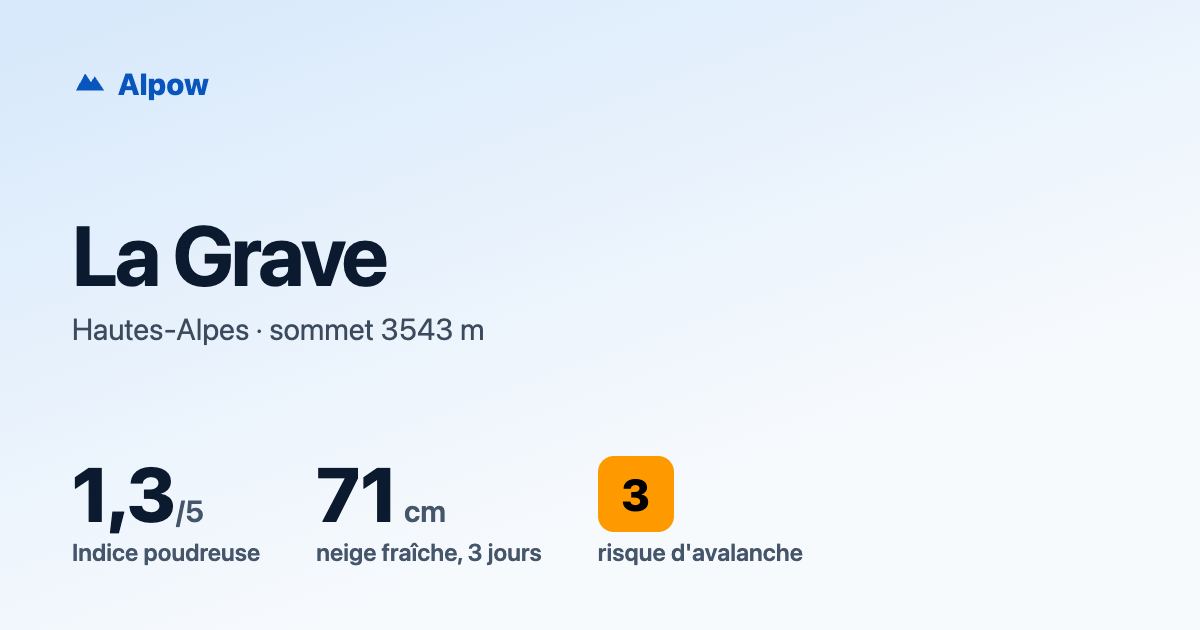 Alpow
La Grave
Hautes-Alpes · sommet 3543 m
1,3/5
Indice poudreuse
71 cm
neige fraîche, 3 jours
3
risque d'avalanche